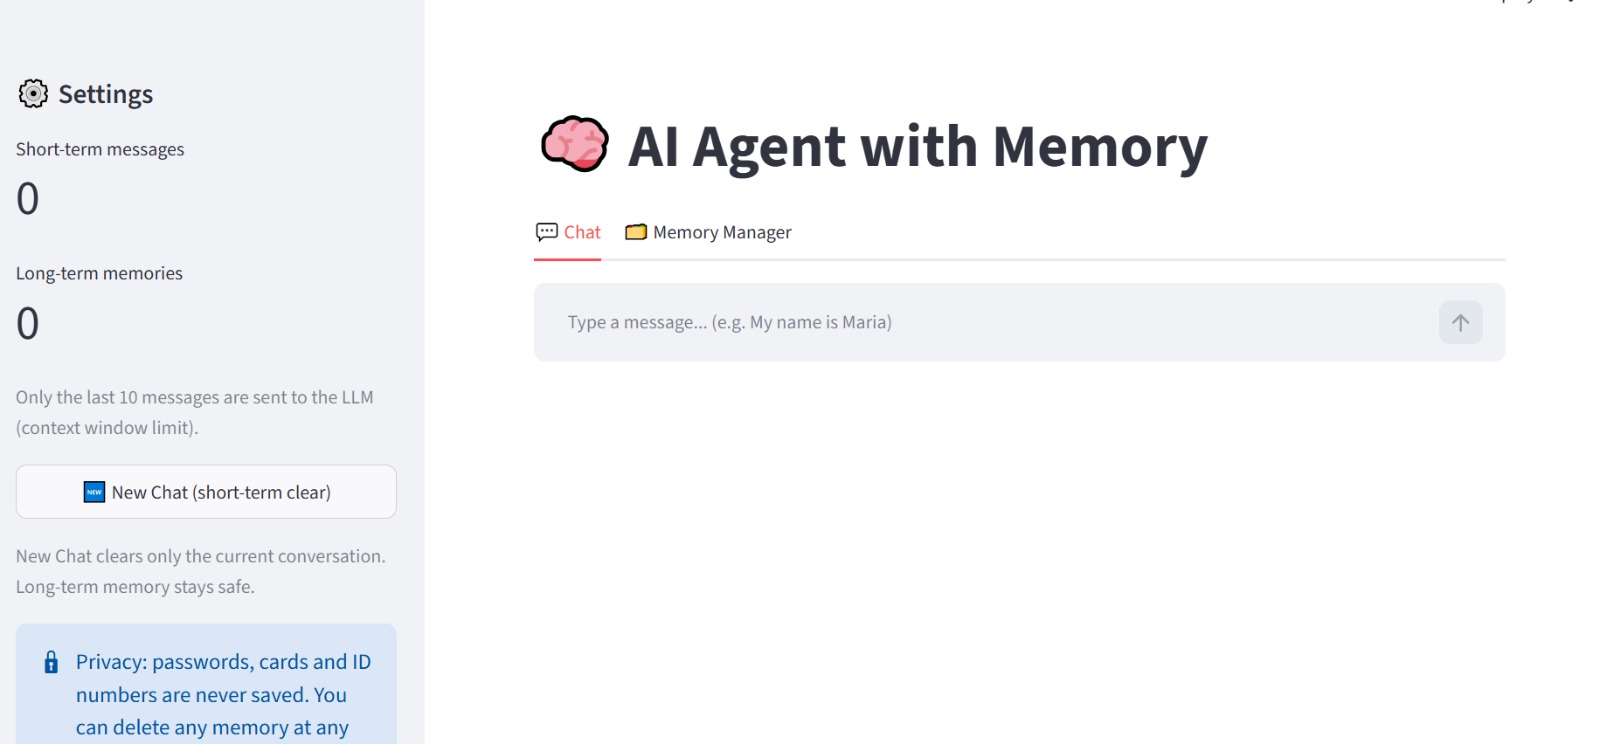 Settings
Short-term messages
0
Long-term memories
0
Only the last 10 messages are sent to the LLM
(context window limit).
NEW New Chat (short-term clear)
New Chat clears only the current conversation.
Long-term memory stays safe.
Privacy: passwords, cards and ID
numbers are never saved. You
can delete any memory at any
AI Agent with Memory
Chat
Memory Manager
Type a message... (e.g. My name is Maria)